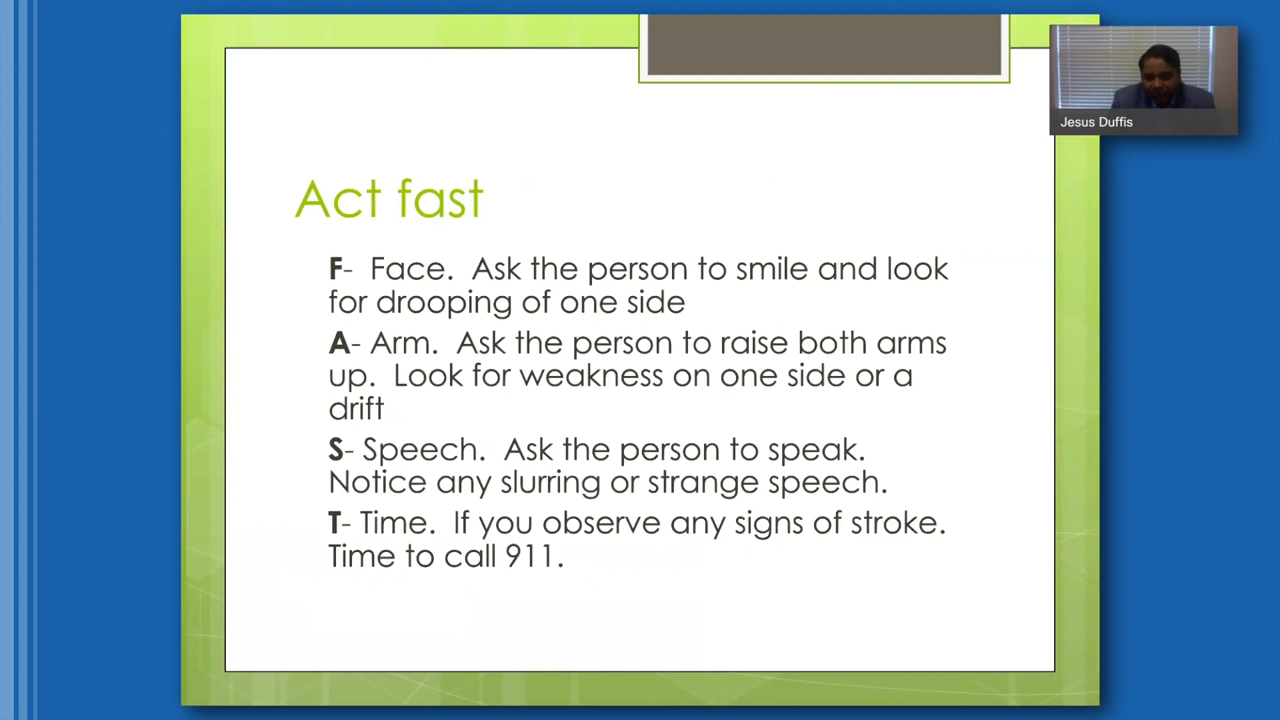 Jesus Duffis
Act fast
F- Face. Ask the person to smile and look
for drooping of one side
A- Arm. Ask the person to raise both arms
up. Look for weakness on one side or a
drift
S- Speech. Ask the person to speak.
Notice any slurring or strange speech.
T- Time. If you observe any signs of stroke.
Time to call 911.